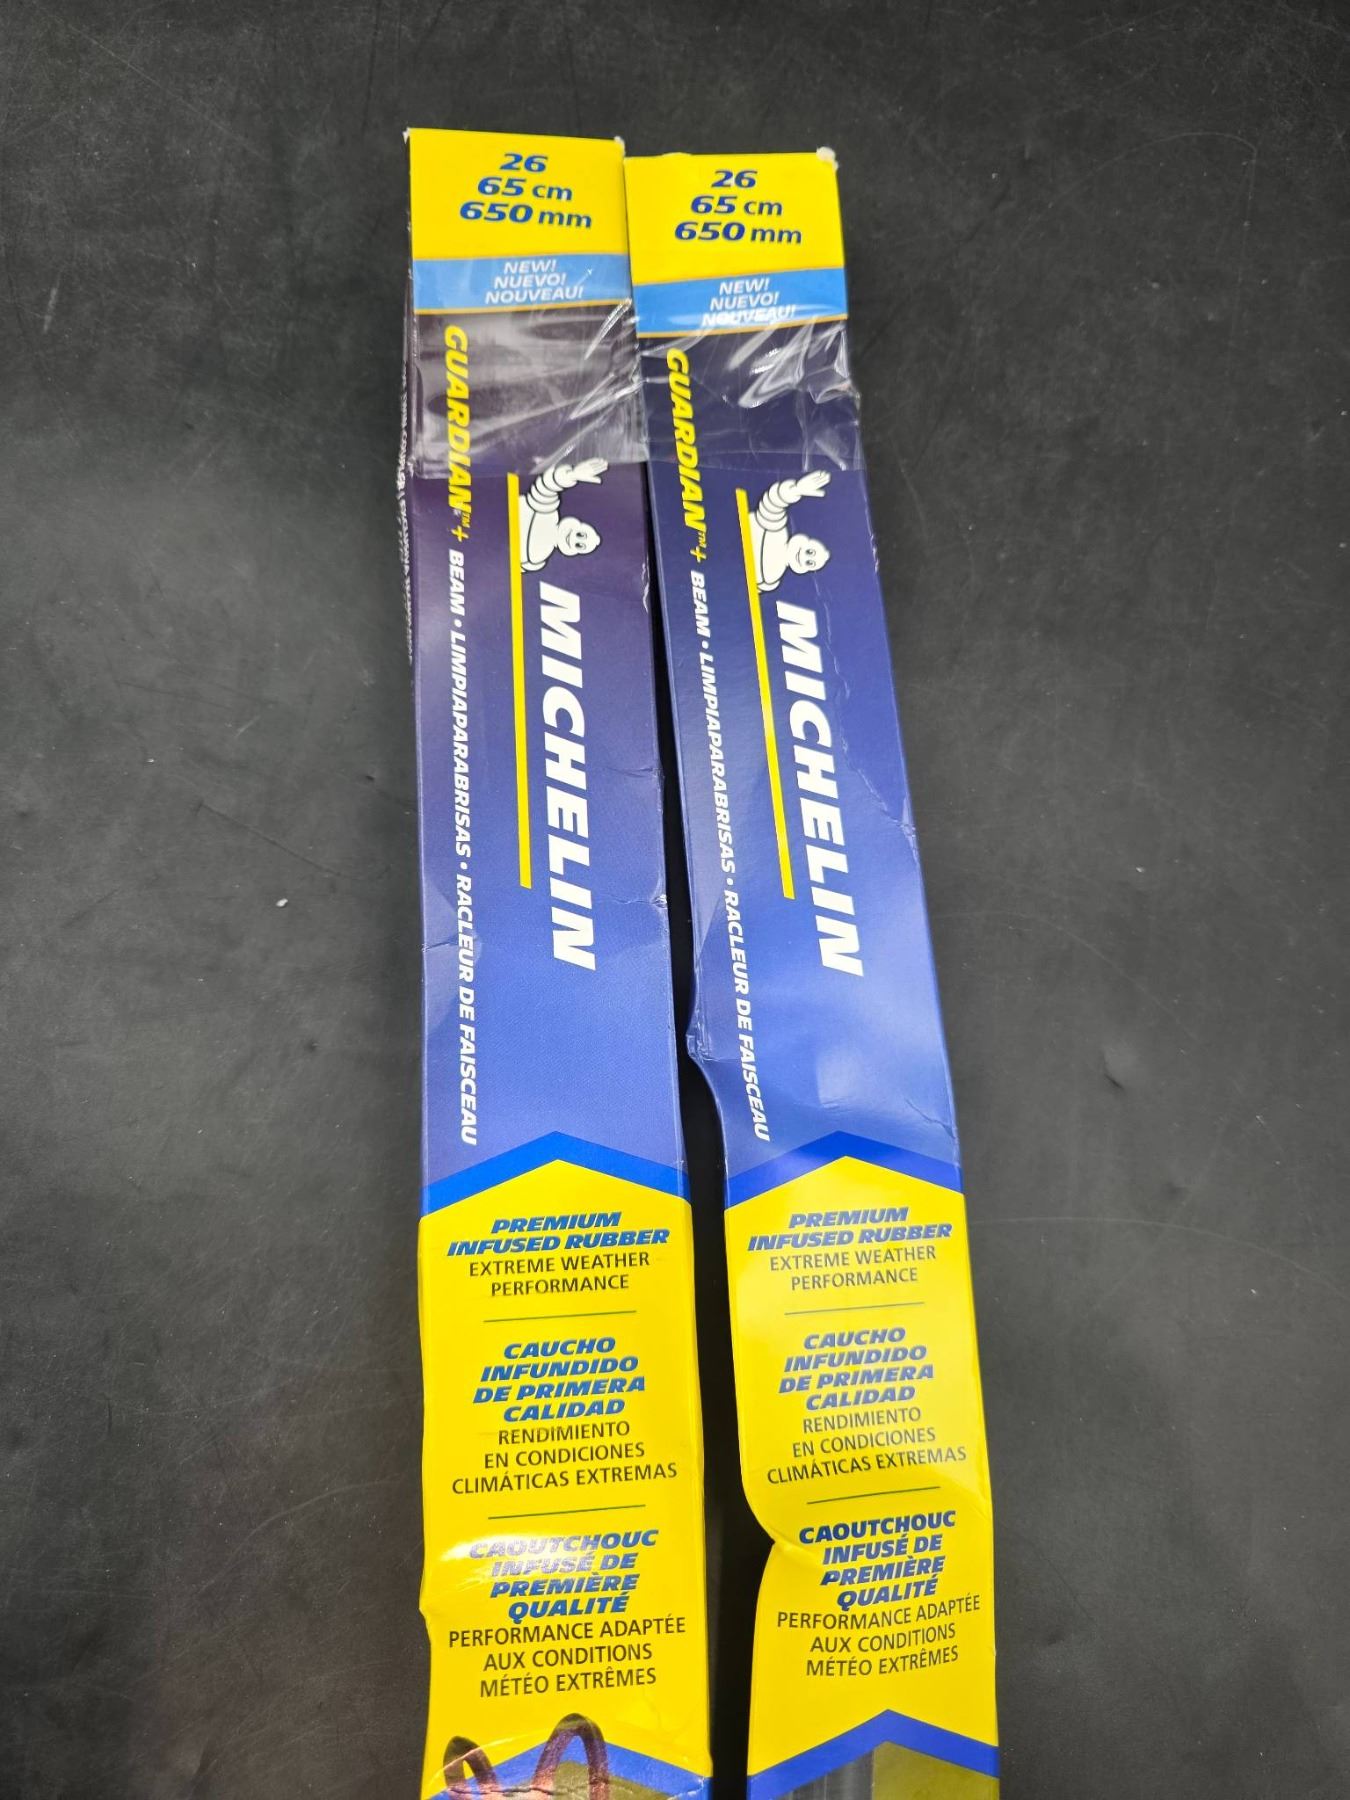 26
65 cm
650 mm
NEW!
NUEVO!
NOUVEAU!
GUARDIAN™+ BEAM • LIMPIAPARABRISAS • RACLEUR DE FAISCEAU
MICHELIN
PREMIUM
INFUSED RUBBER
EXTREME WEATHER
PERFORMANCE
CAUCHO
INFUNDIDO
DE PRIMERA
CALIDAD
RENDIMIENTO
EN CONDICIONES
CLIMÁTICAS EXTREMAS
CAOUTCHOUC
INFUSÉ DE
PREMIÈRE
QUALITÉ
PERFORMANCE ADAPTÉE
AUX CONDITIONS
MÉTÉO EXTRÊMES
26
65 cm
650 mm
NEW!
NUEVO!
NOUVEAU!
GUARDIAN™+ BEAM • LIMPIAPARABRISAS • RACLEUR DE FAISCEAU
MICHELIN
PREMIUM
INFUSED RUBBER
EXTREME WEATHER
PERFORMANCE
CAUCHO
INFUNDIDO
DE PRIMERA
CALIDAD
RENDIMIENTO
EN CONDICIONES
CLIMÁTICAS EXTREMAS
CAOUTCHOUC
INFUSÉ DE
PREMIÈRE
QUALITÉ
PERFORMANCE ADAPTÉE
AUX CONDITIONS
MÉTÉO EXTRÊMES